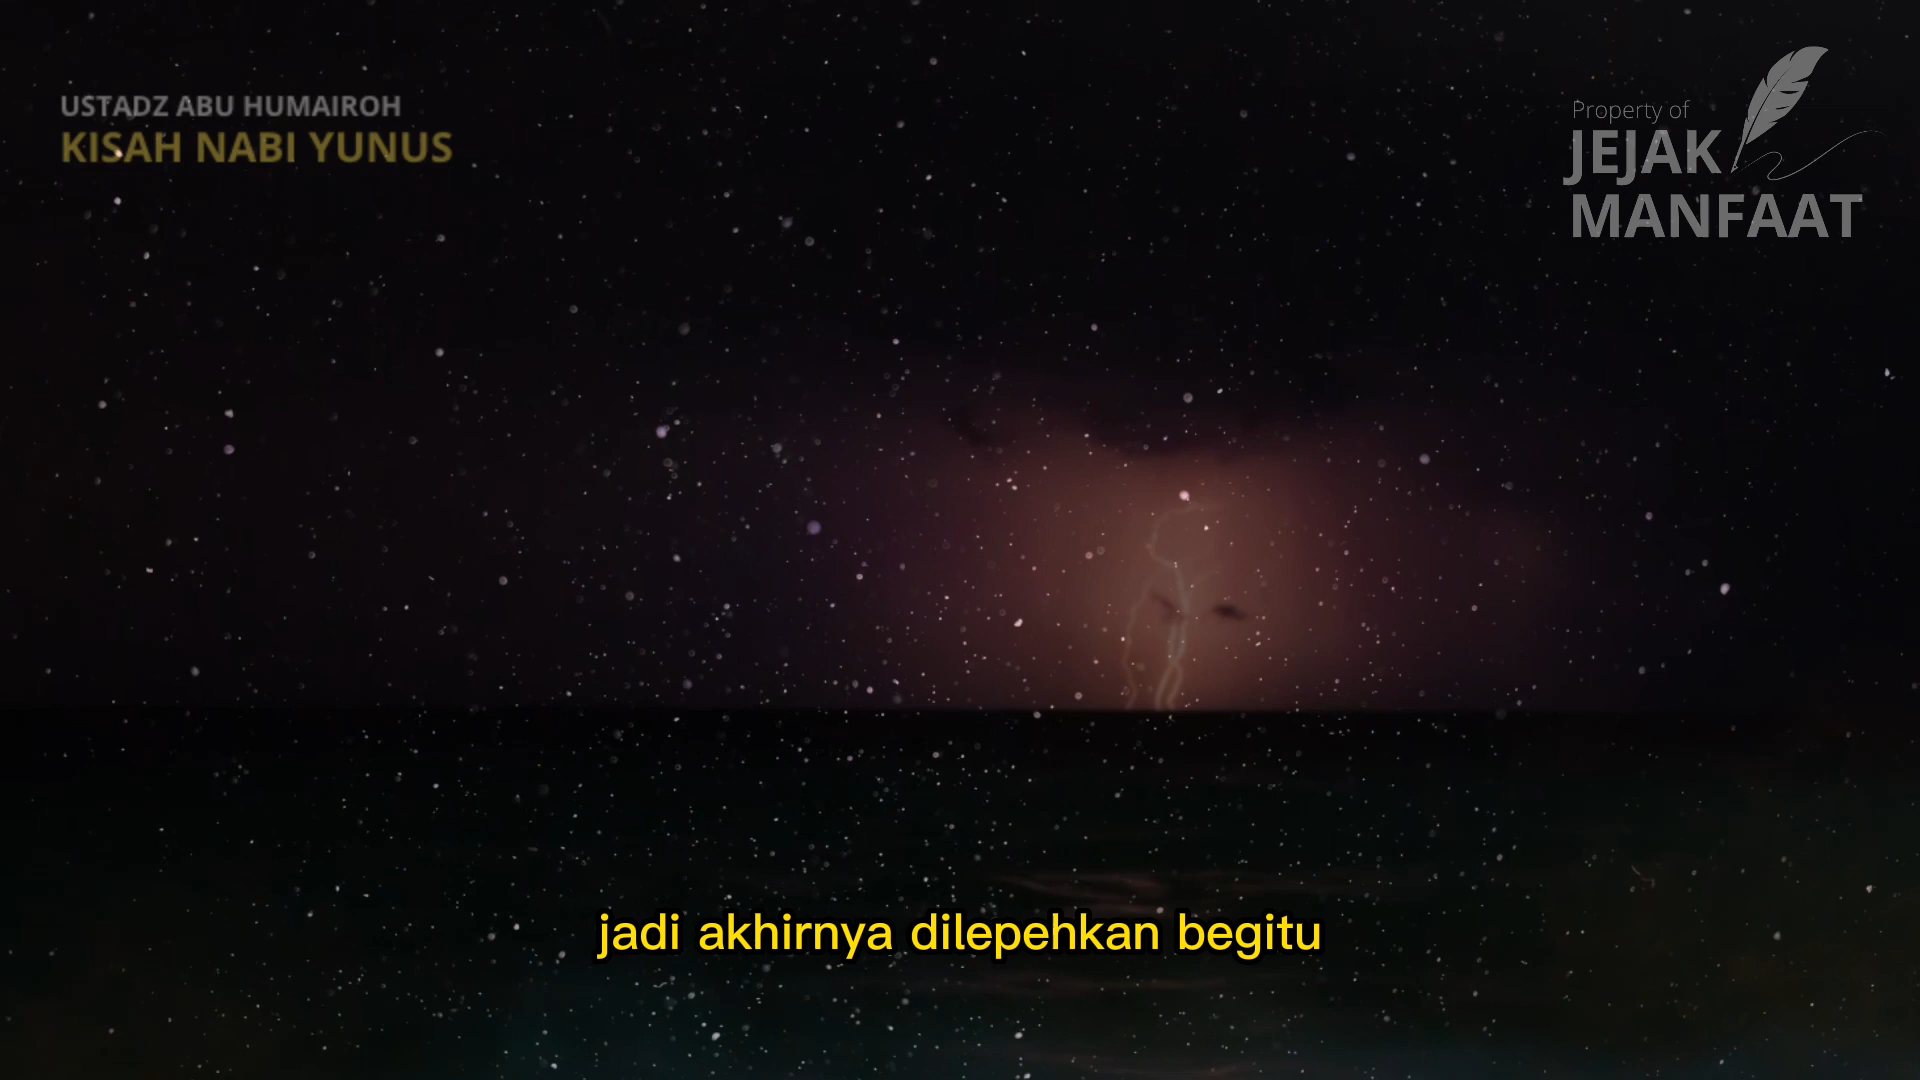 USTADZ ABU HUMAIROH
KISAH NABI YUNUS
Property of
JEJAK
MANFAAT
jadi akhirnya dilepehkan begitu